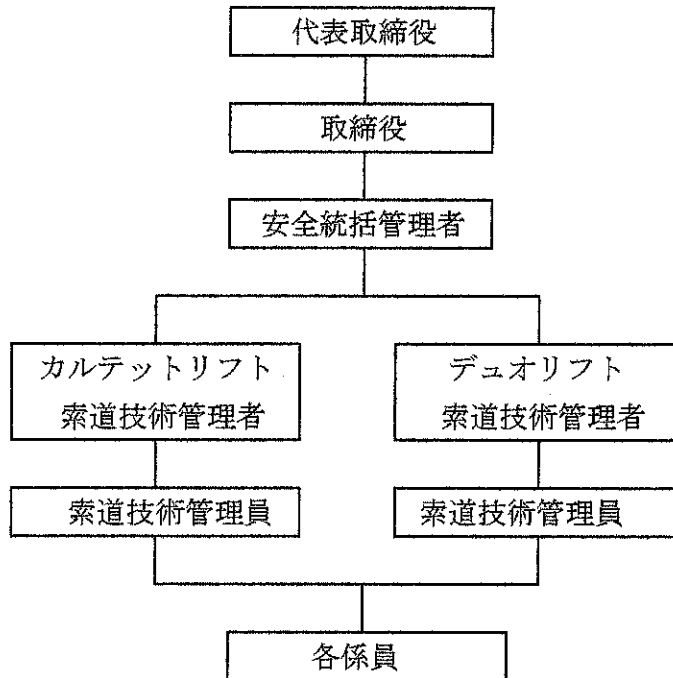 代表取締役
取締役
安全統括管理者
カルテットリフト
索道技術管理者
デュオリフト
索道技術管理者
索道技術管理員
索道技術管理員
各係員